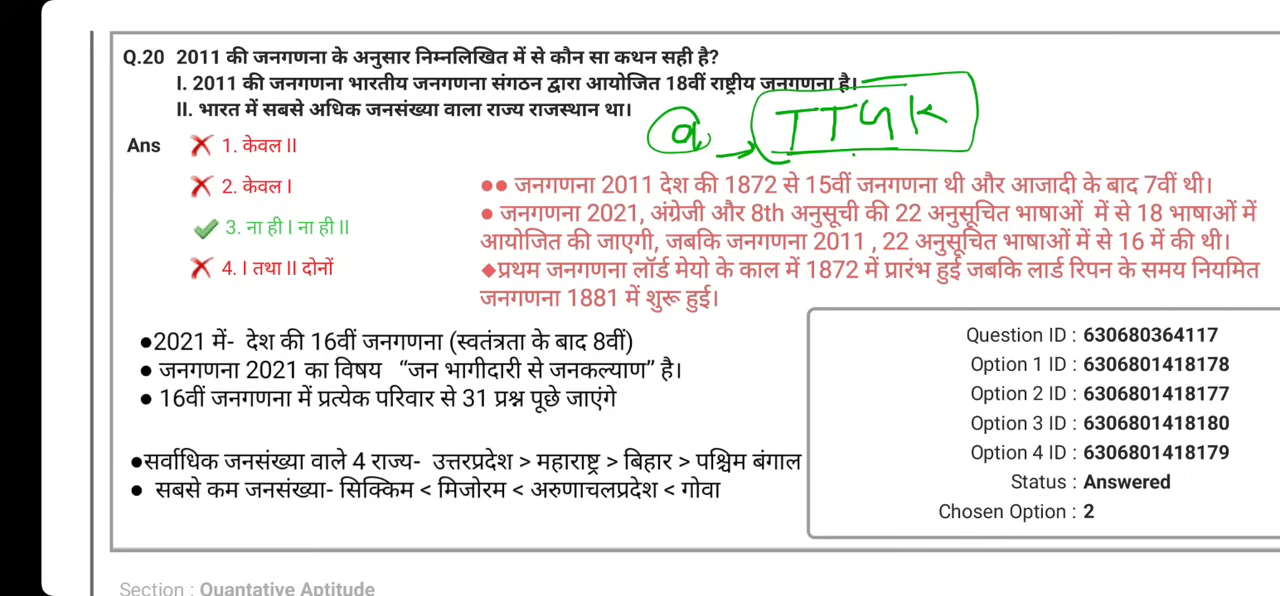 Q.20 2011 की जनगणना के अनुसार निम्नलिखित में से कौन सा कथन सही है?
I. 2011 की जनगणना भारतीय जनगणना संगठन द्वारा आयोजित 18वीं राष्ट्रीय जनगणना है।
II. भारत में सबसे अधिक जनसंख्या वाला राज्य राजस्थान था।
Ans 1. केवल II
2. केवल I
3. ना ही I ना ही II
4. I तथा II दोनों
●● जनगणना 2011 देश की 1872 से 15वीं जनगणना थी और आजादी के बाद 7वीं थी।
● जनगणना 2021, अंग्रेजी और 8th अनुसूची की 22 अनुसूचित भाषाओं में से 18 भाषाओं में
आयोजित की जाएगी, जबकि जनगणना 2011 , 22 अनुसूचित भाषाओं में से 16 में की थी।
◆प्रथम जनगणना लॉर्ड मेयो के काल में 1872 में प्रारंभ हुई जबकि लार्ड रिपन के समय नियमित
जनगणना 1881 में शुरू हुई।
●2021 में- देश की 16वीं जनगणना (स्वतंत्रता के बाद 8वीं)
● जनगणना 2021 का विषय “जन भागीदारी से जनकल्याण” है।
● 16वीं जनगणना में प्रत्येक परिवार से 31 प्रश्न पूछे जाएंगे
●सर्वाधिक जनसंख्या वाले 4 राज्य- उत्तरप्रदेश > महाराष्ट्र > बिहार > पश्चिम बंगाल
● सबसे कम जनसंख्या- सिक्किम < मिजोरम < अरुणाचलप्रदेश < गोवा
Question ID : 630680364117
Option 1 ID : 6306801418178
Option 2 ID : 6306801418177
Option 3 ID : 6306801418180
Option 4 ID : 6306801418179
Status : Answered
Chosen Option : 2
Section : Quantative Aptitude